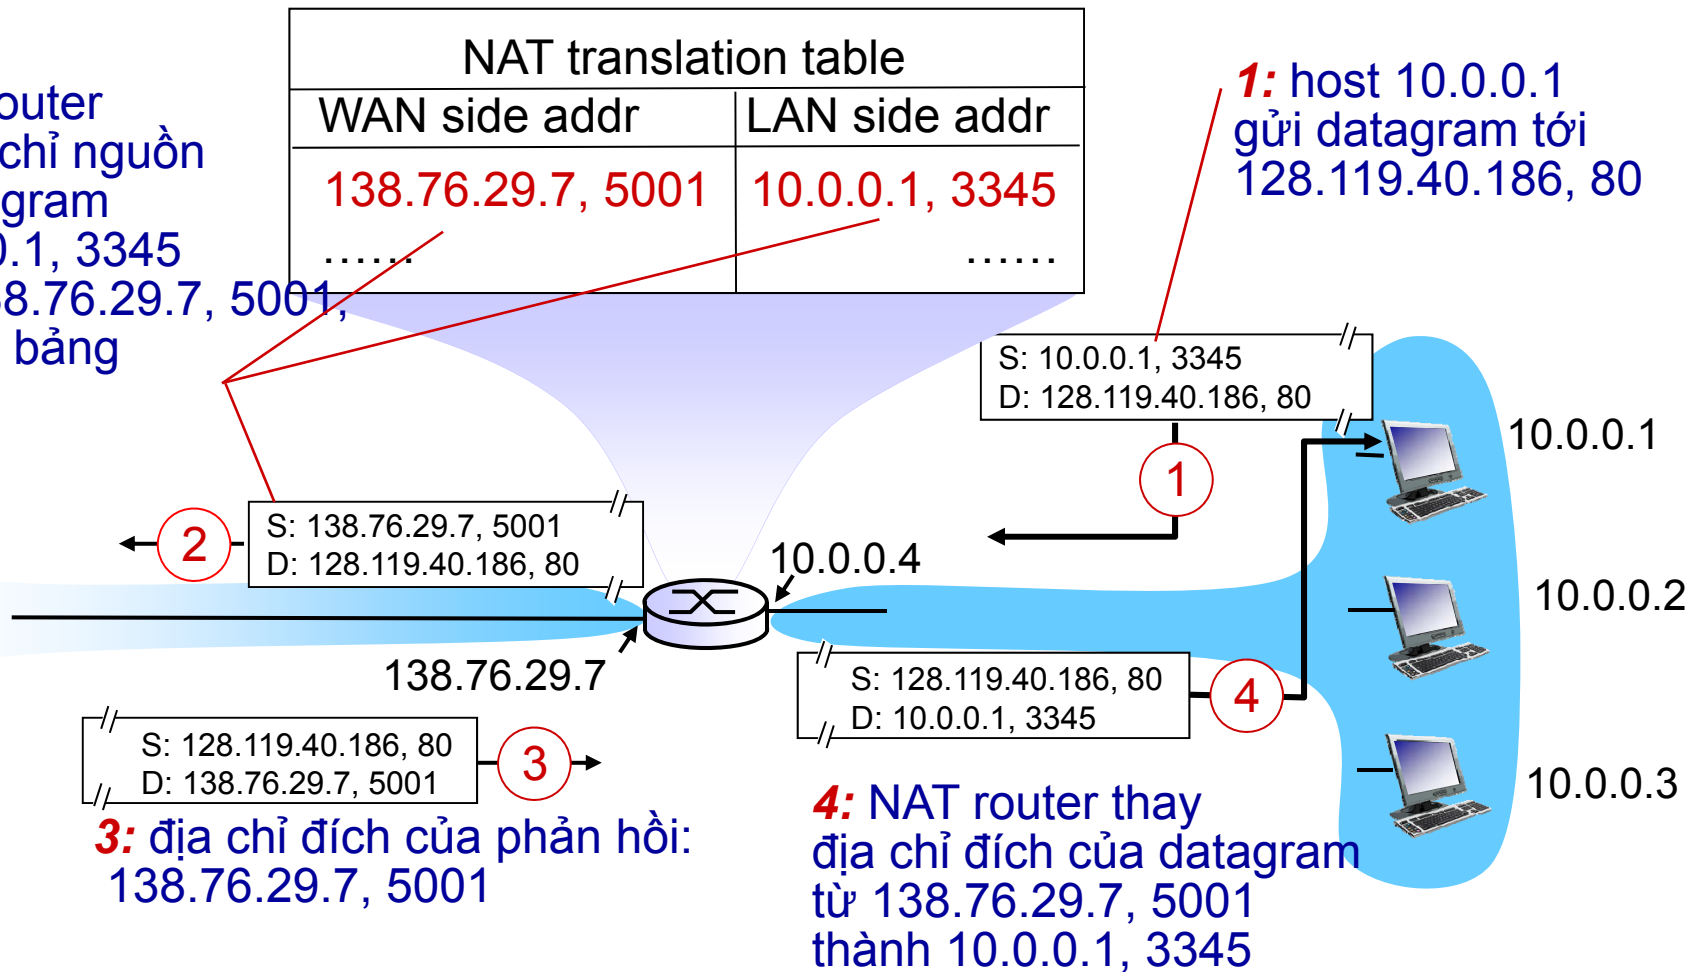 NAT translation table
WAN side addr
LAN side addr
138.76.29.7, 5001
10.0.0.1, 3345
......
......
1: host 10.0.0.1
gửi datagram tới
128.119.40.186, 80
outer
chỉ nguồn
gram
0.1, 3345
8.76.29.7, 5001,
bảng
S: 10.0.0.1, 3345
D: 128.119.40.186, 80
1
10.0.0.1
2
S: 138.76.29.7, 5001
D: 128.119.40.186, 80
10.0.0.4
10.0.0.2
138.76.29.7
S: 128.119.40.186, 80
D: 10.0.0.1, 3345
4
S: 128.119.40.186, 80
D: 138.76.29.7, 5001
3
10.0.0.3
3: địa chỉ đích của phản hồi:
138.76.29.7, 5001
4: NAT router thay
địa chỉ đích của datagram
từ 138.76.29.7, 5001
thành 10.0.0.1, 3345